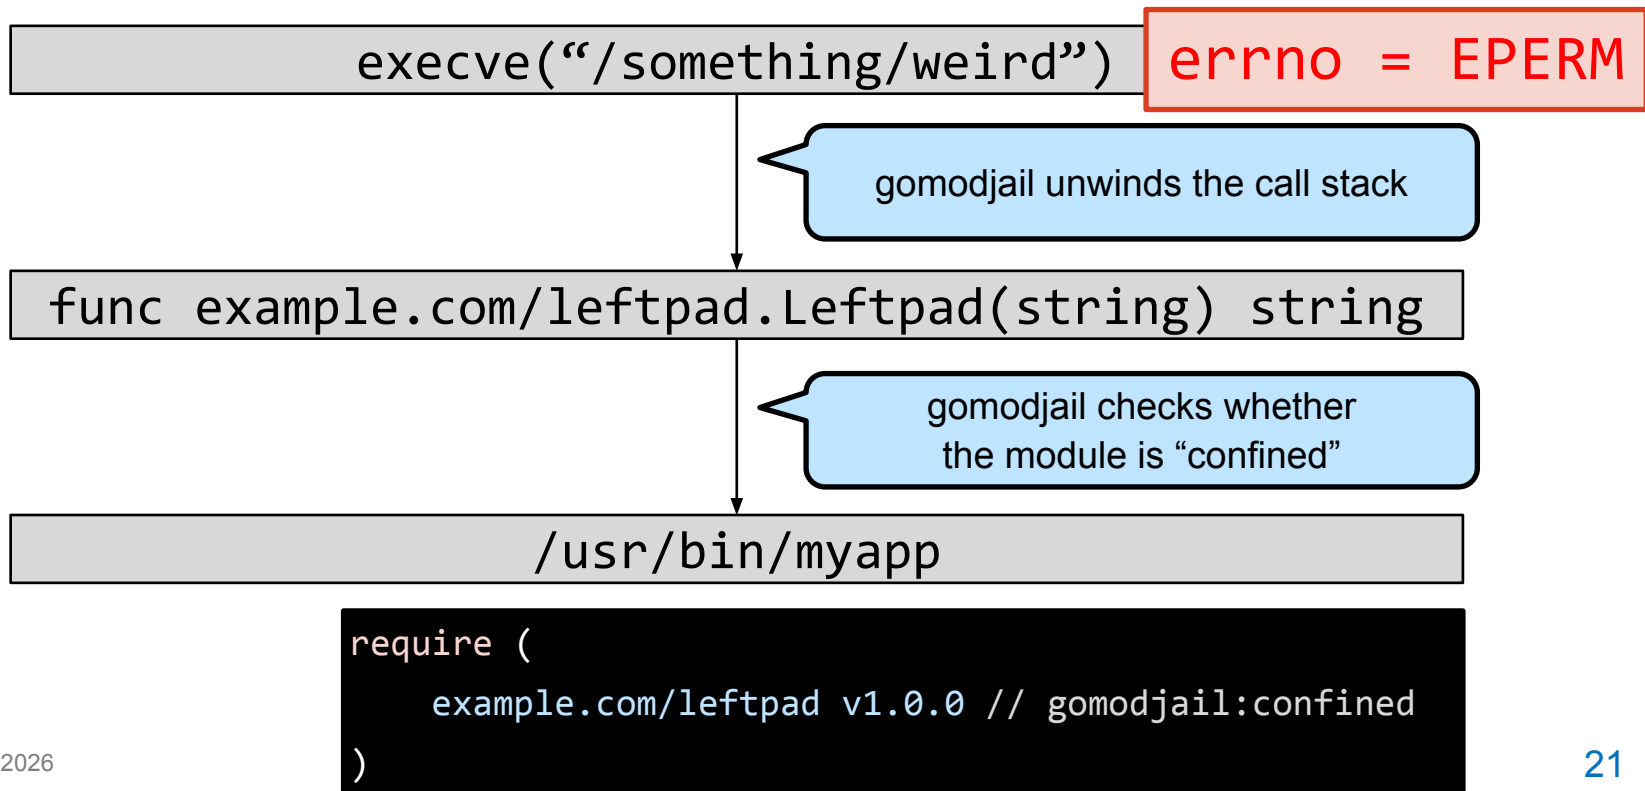 execve(“/something/weird”)
errno = EPERM
gomodjail unwinds the call stack
func example.com/leftpad.Leftpad(string) string
gomodjail checks whether
the module is “confined”
/usr/bin/myapp
require (
    example.com/leftpad v1.0.0 // gomodjail:confined
)
2026
21